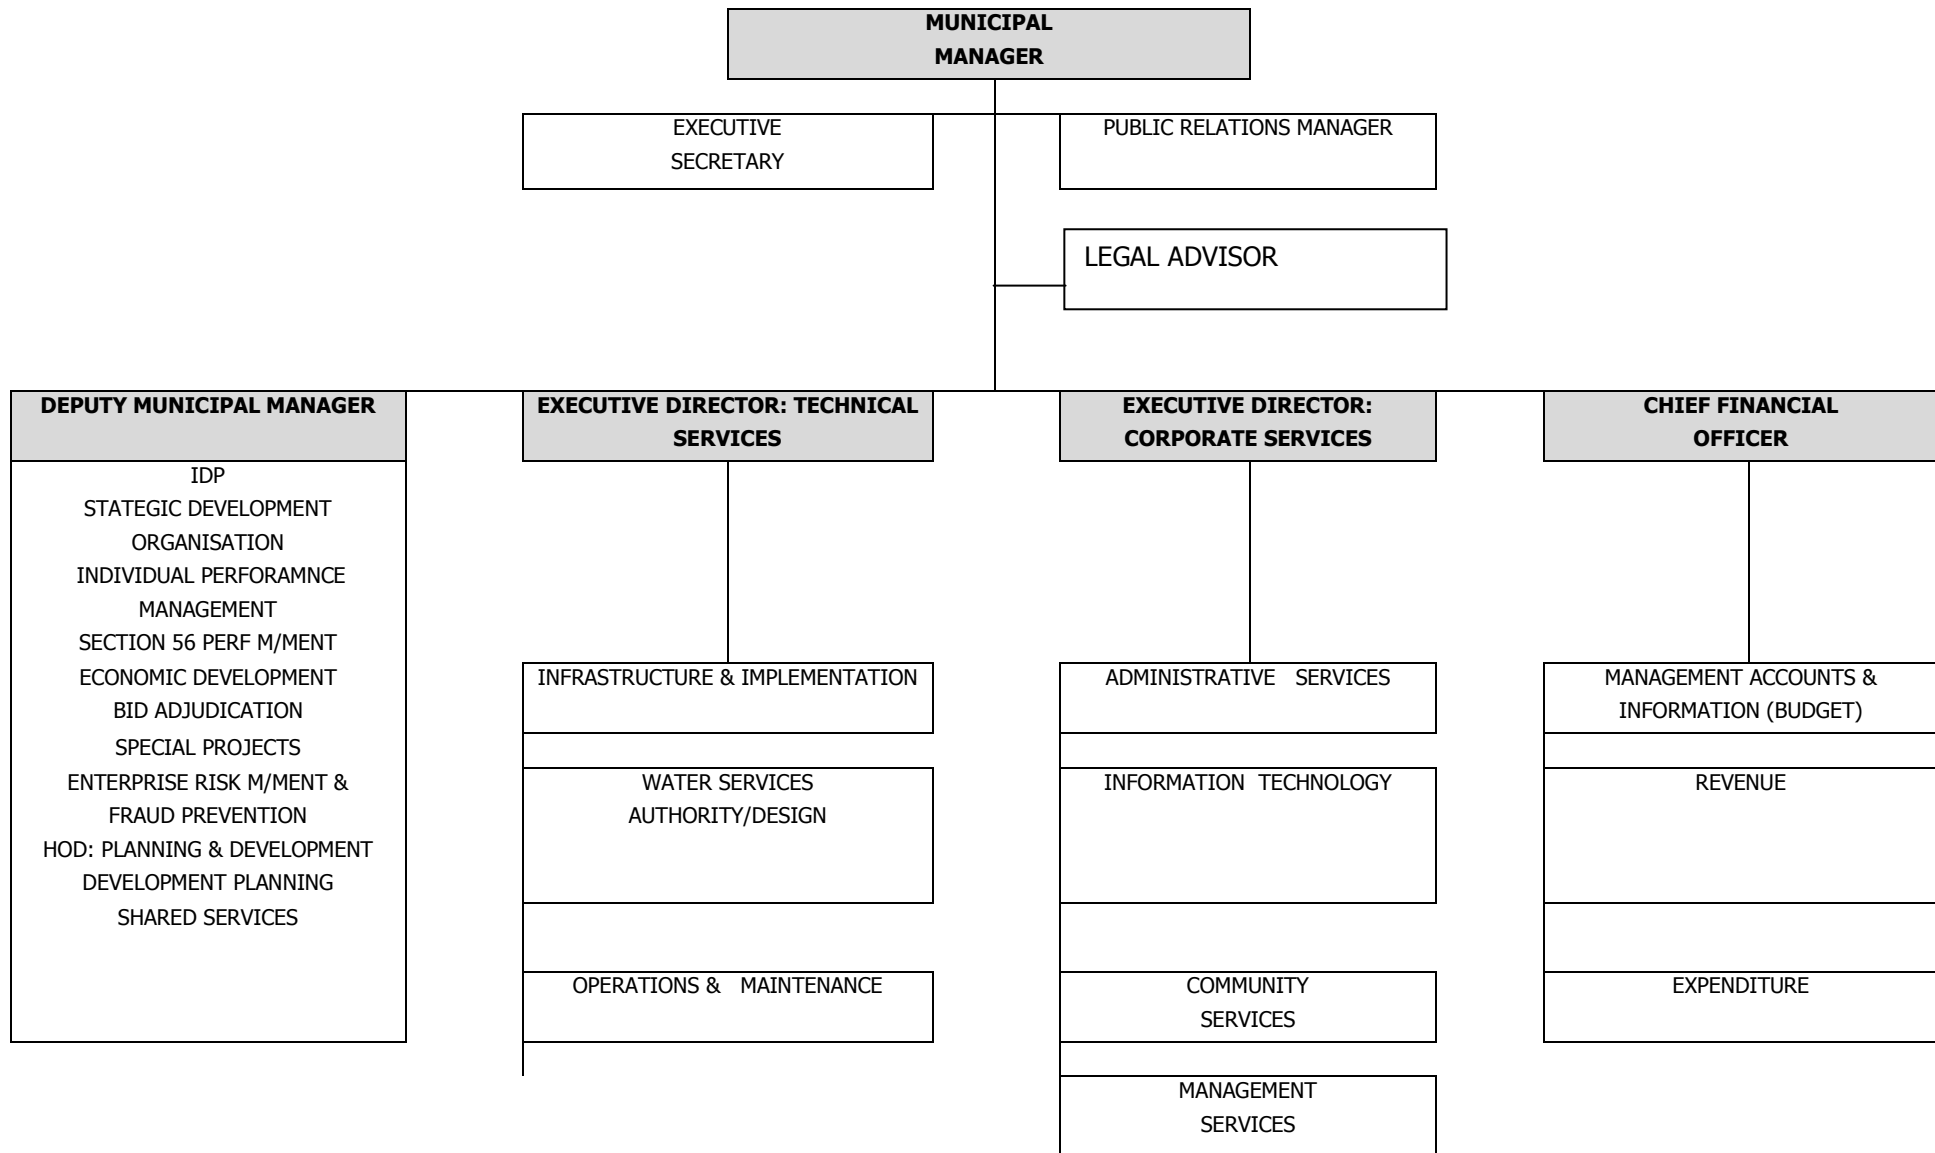 MUNICIPAL
MANAGER
EXECUTIVE
SECRETARY
PUBLIC RELATIONS MANAGER
LEGAL ADVISOR
DEPUTY MUNICIPAL MANAGER
IDP
STATEGIC DEVELOPMENT
ORGANISATION
INDIVIDUAL PERFORAMNCE
MANAGEMENT
SECTION 56 PERF M/MENT
ECONOMIC DEVELOPMENT
BID ADJUDICATION
SPECIAL PROJECTS
ENTERPRISE RISK M/MENT &
FRAUD PREVENTION
HOD: PLANNING & DEVELOPMENT
DEVELOPMENT PLANNING
SHARED SERVICES
EXECUTIVE DIRECTOR: TECHNICAL
SERVICES
INFRASTRUCTURE & IMPLEMENTATION
WATER SERVICES
AUTHORITY/DESIGN
OPERATIONS & MAINTENANCE
EXECUTIVE DIRECTOR:
CORPORATE SERVICES
ADMINISTRATIVE SERVICES
INFORMATION TECHNOLOGY
COMMUNITY
SERVICES
MANAGEMENT
SERVICES
CHIEF FINANCIAL
OFFICER
MANAGEMENT ACCOUNTS &
INFORMATION (BUDGET)
REVENUE
EXPENDITURE